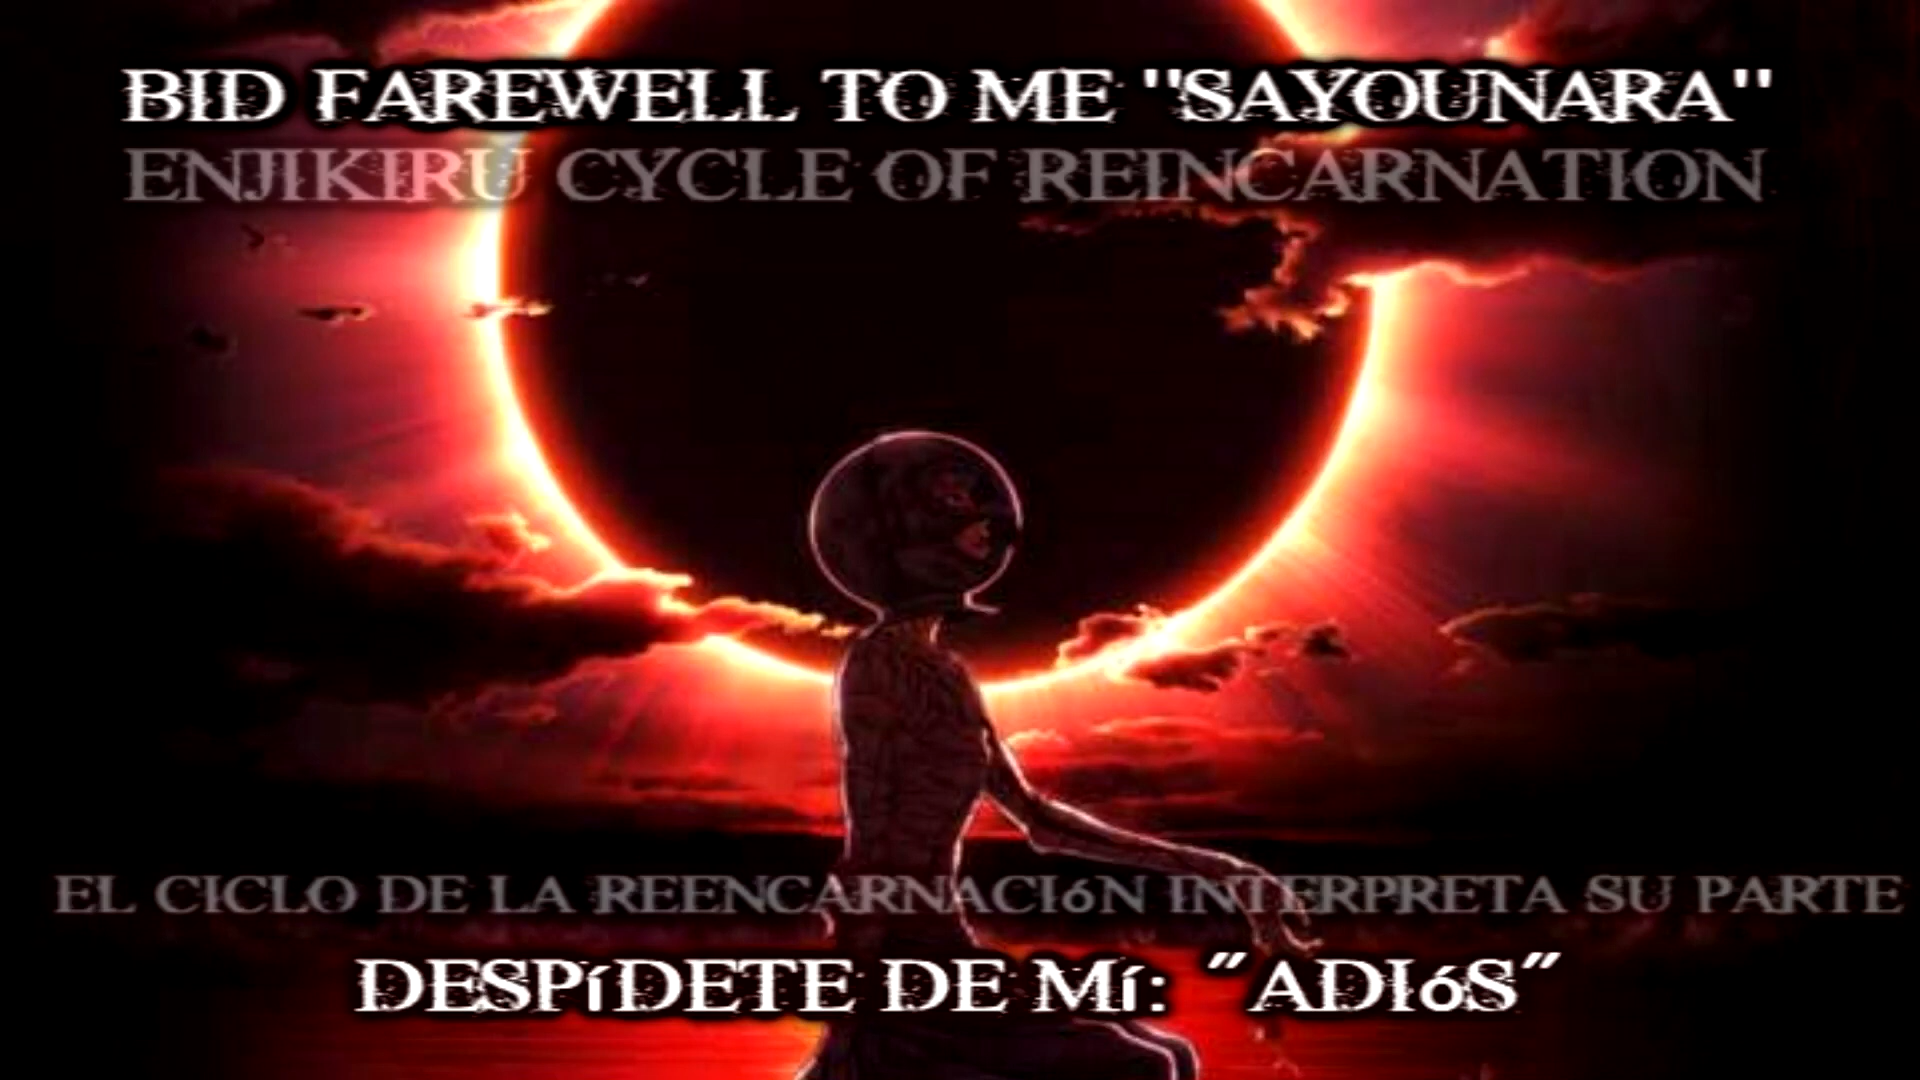 BID FAREWELL TO ME "SAYOUNARA"
ENJIKIRU CYCLE OF REINCARNATION
EL CICLO DE LA REENCARNACIóN INTERPRETA SU PARTE
DESPíDETE DE Mí: "ADIóS"